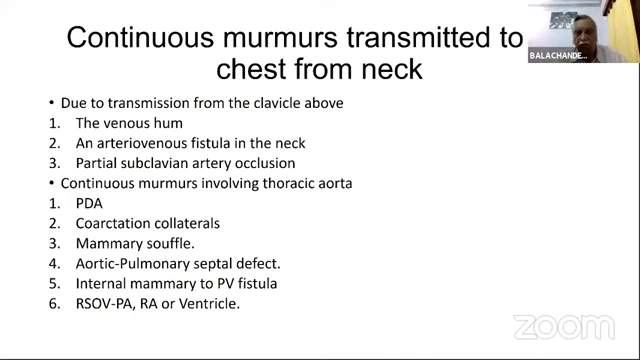 Continuous murmurs transmitted to
chest from neck
BALACHANDE...
• Due to transmission from the clavicle above
1. The venous hum
2. An arteriovenous fistula in the neck
3. Partial subclavian artery occlusion
• Continuous murmurs involving thoracic aorta
1. PDA
2. Coarctation collaterals
3. Mammary souffle.
4. Aortic-Pulmonary septal defect.
5. Internal mammary to PV fistula
6. RSOV-PA, RA or Ventricle.
zoom